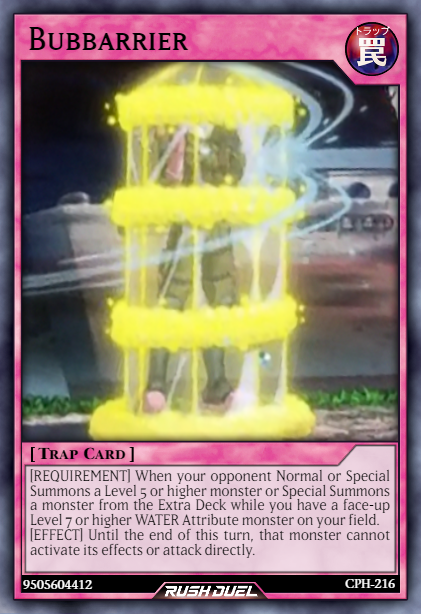 BUBBARRIER
トラップ
罠
[ TRAP CARD ]
[REQUIREMENT] When your opponent Normal or Special
Summons a Level 5 or higher monster or Special Summons
a monster from the Extra Deck while you have a face-up
Level 7 or higher WATER Attribute monster on your field.
[EFFECT] Until the end of this turn, that monster cannot
activate its effects or attack directly.
9505604412
RUSH DUEL
CPH-216